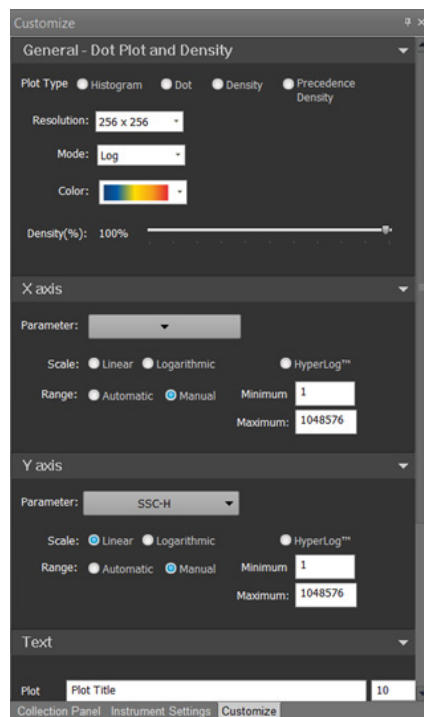 Customize
General - Dot Plot and Density
Plot Type Histogram Dot Density Precedence Density
Resolution: 256 x 256
Mode: Log
Color:
Density(%): 100%
X axis
Parameter:
Scale: Linear Logarithmic HyperLog™
Range: Automatic Manual Minimum 1
Maximum: 1048576
Y axis
Parameter: SSC-H
Scale: Linear Logarithmic HyperLog™
Range: Automatic Manual Minimum 1
Maximum: 1048576
Text
Plot Plot Title 10
Collection Panel Instrument Settings Customize